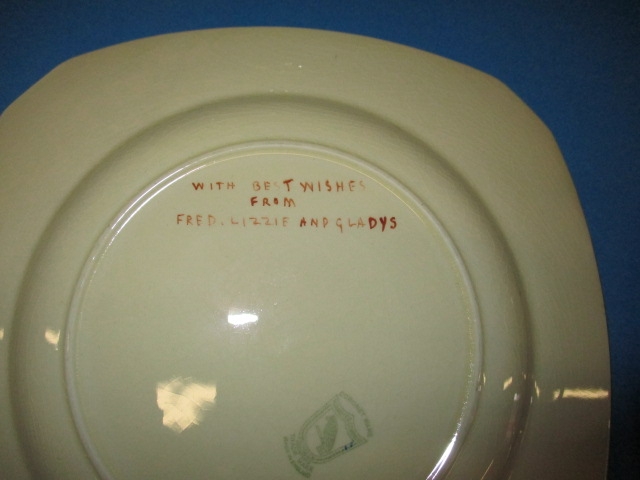 WITH BEST WISHES
FROM
FRED. LIZZIE AND GLADYS